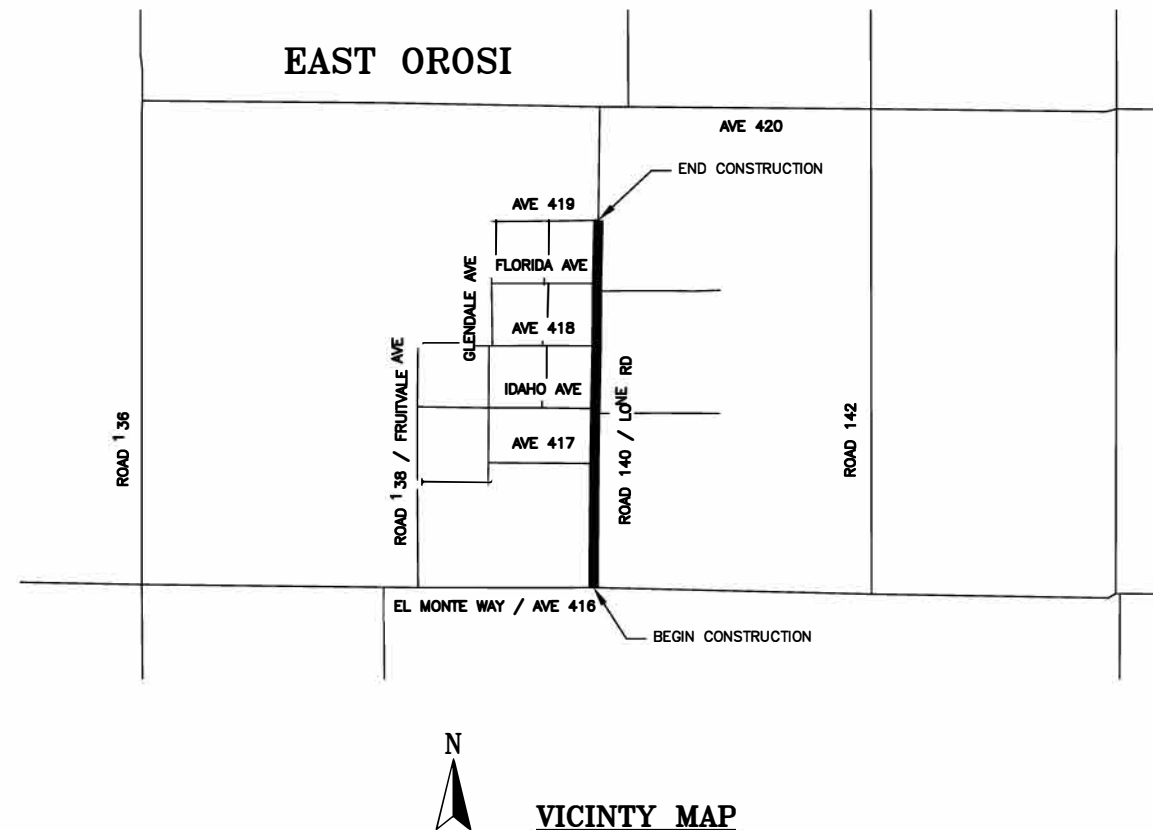 EAST OROSI
AVE 420
END CONSTRUCTION
AVE 419
FLORIDA AVE
GLENDALE AVE
AVE 418
IDAHO AVE
AVE 417
ROAD 136
ROAD 138 / FRUITVALE AVE
ROAD 140 / LONE RD
ROAD 142
EL MONTE WAY / AVE 416
BEGIN CONSTRUCTION
N
VICINTY MAP